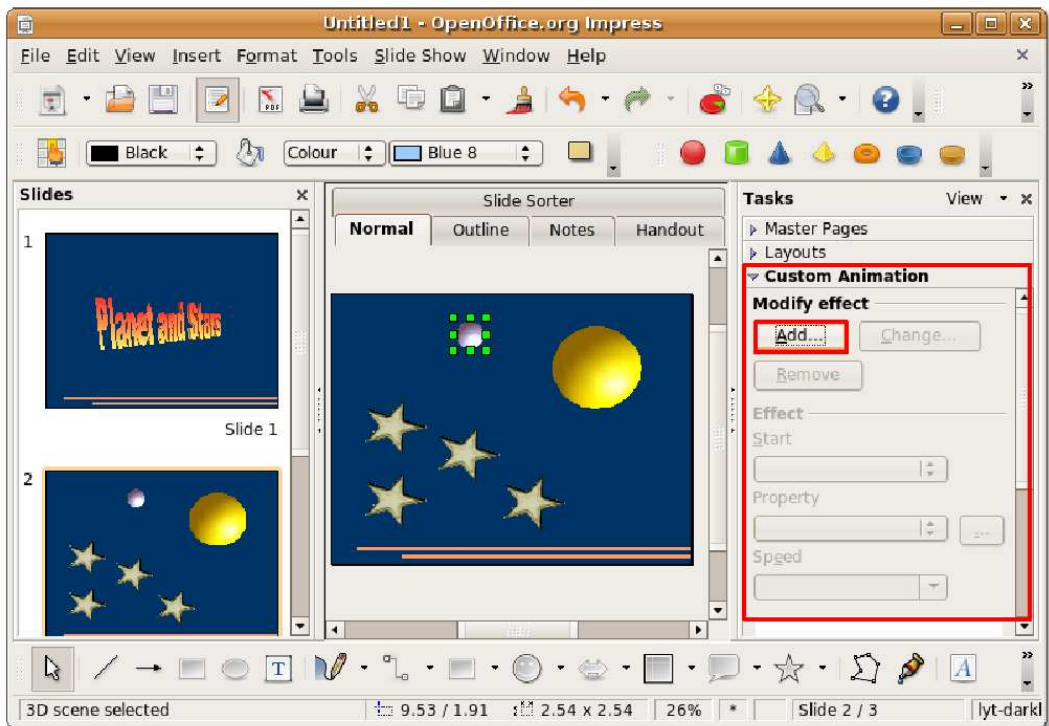 Untitled1 - OpenOffice.org Impress
File Edit View Insert Format Tools Slide Show Window Help
PDF
Black Colour Blue 8
Slides
1
Planet and Stars
Slide 1
2
Slide Sorter
Normal Outline Notes Handout
Tasks View
Master Pages
Layouts
Custom Animation
Modify effect
Add... Change...
Remove
Effect
Start
Property
...
Speed
T A
3D scene selected 9.53 / 1.91 2.54 x 2.54 26% * Slide 2 / 3 lyt-darkl